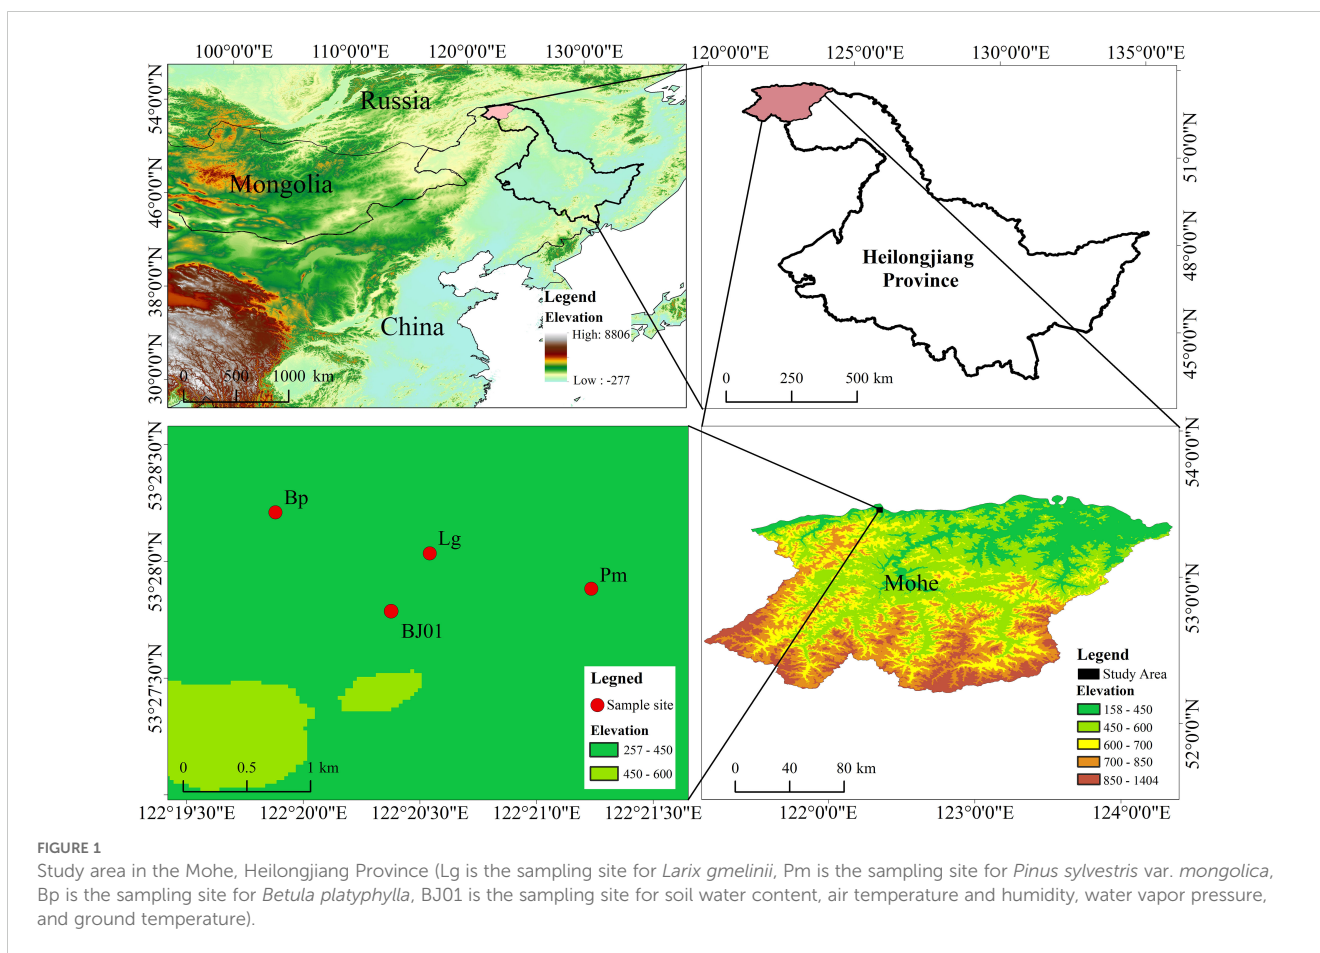 100°0'0"E 110°0'0"E 120°0'0"E 130°0'0"E
54°0'0"N
46°0'0"N
38°0'0"N
30°0'0"N
Russia
Mongolia
China
Legend
Elevation
High: 8806
Low : -277
0 500 1000 km
120°0'0"E 125°0'0"E 130°0'0"E 135°0'0"E
51°0'0"N
48°0'0"N
45°0'0"N
Heilongjiang
Province
0 250 500 km
53°28'30"N
53°28'0"N
53°27'30"N
Bp
Lg
Pm
BJ01
Legned
Sample site
Elevation
257 - 450
450 - 600
0 0.5 1 km
122°19'30"E 122°20'0"E 122°20'30"E 122°21'0"E 122°21'30"E
54°0'0"N
53°0'0"N
52°0'0"N
Mohe
Legend
Study Area
Elevation
158 - 450
450 - 600
600 - 700
700 - 850
850 - 1404
0 40 80 km
122°0'0"E 123°0'0"E 124°0'0"E
FIGURE 1
Study area in the Mohe, Heilongjiang Province (Lg is the sampling site for Larix gmelinii, Pm is the sampling site for Pinus sylvestris var. mongolica,
Bp is the sampling site for Betula platyphylla, BJ01 is the sampling site for soil water content, air temperature and humidity, water vapor pressure,
and ground temperature).